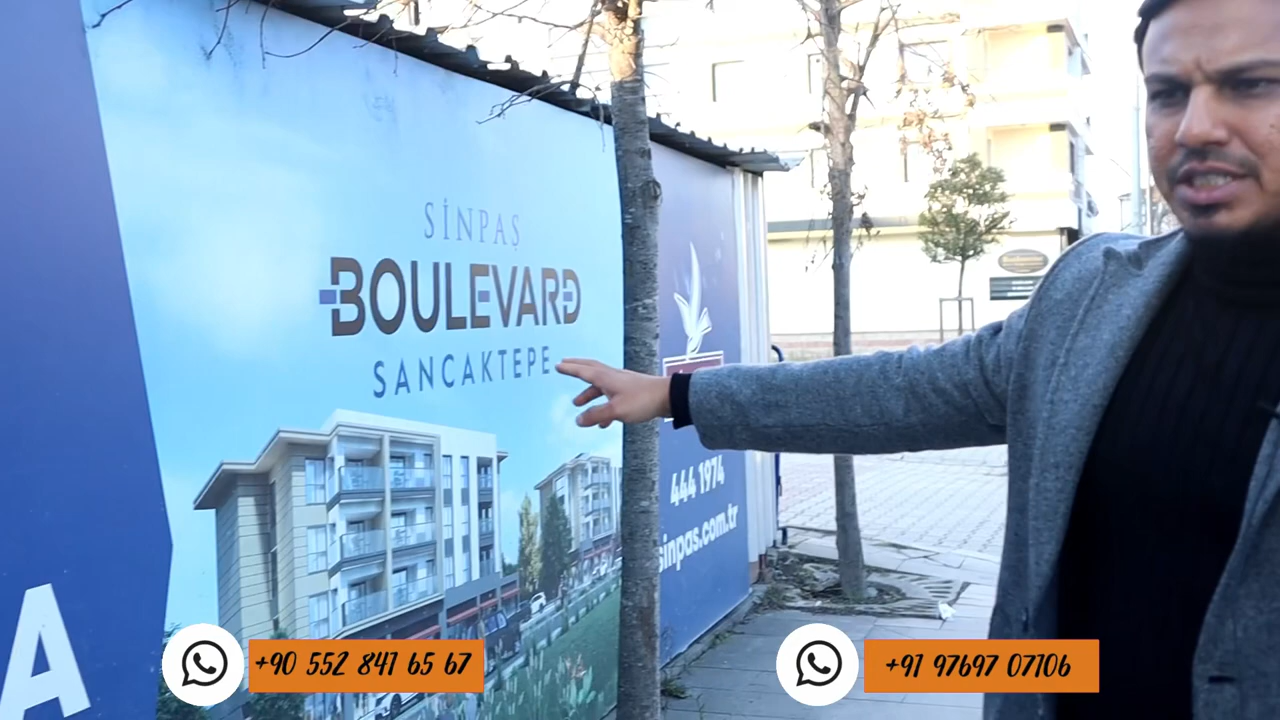 SİNPAŞ
BOULEVARD
SANCAKTEPE
444 1974
sinpas.com.tr
A
+90 552 841 65 67
+91 97697 07106